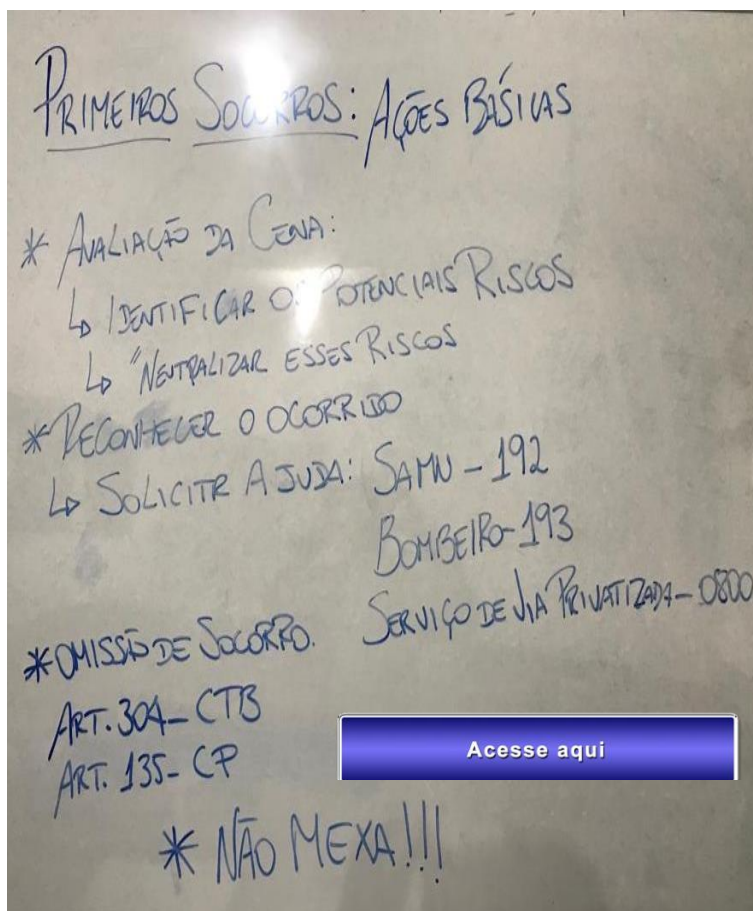 PRIMEIROS SOCORROS: AÇÕES BÁSICAS
* AVALIAÇÃO DA CENA:
↳ IDENTIFICAR OS POTENCIAIS RISCOS
↳ "NEUTRALIZAR ESSES RISCOS
* RECONHECER O OCORRIDO
↳ SOLICITR AJUDA: SAMU - 192
BOMBEIRO - 193
SERVIÇO DE VIA PRIVATIZADA - 0800
* OMISSÃO DE SOCORRO.
ART. 304 - CTB
ART. 135 - CP
Acesse aqui
* NÃO MEXA!!!